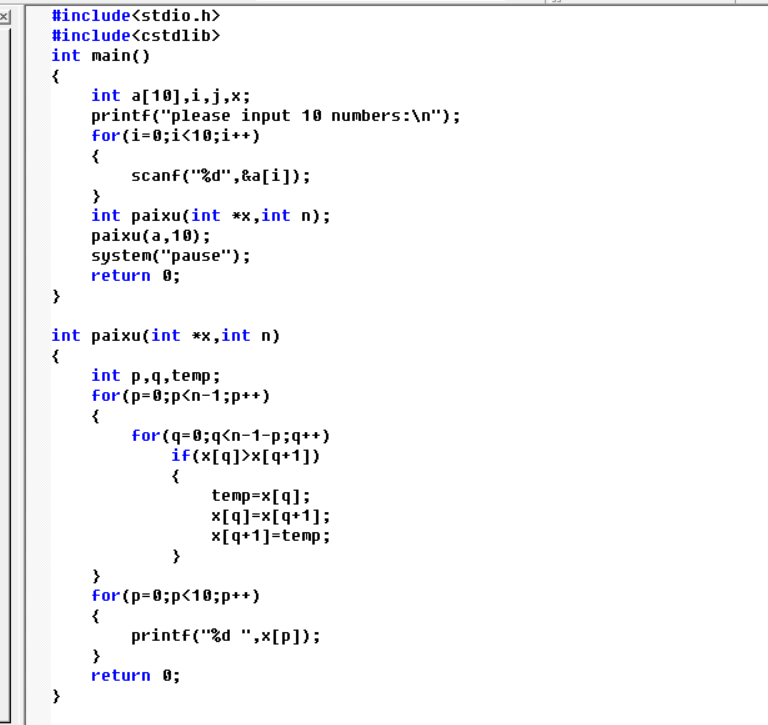 #include<stdio.h>
#include<cstdlib>
int main()
{
    int a[10],i,j,x;
    printf("please input 10 numbers:\n");
    for(i=0;i<10;i++)
    {
        scanf("%d",&a[i]);
    }
    int paixu(int *x,int n);
    paixu(a,10);
    system("pause");
    return 0;
}

int paixu(int *x,int n)
{
    int p,q,temp;
    for(p=0;p<n-1;p++)
    {
        for(q=0;q<n-1-p;q++)
            if(x[q]>x[q+1])
            {
                temp=x[q];
                x[q]=x[q+1];
                x[q+1]=temp;
            }
    }
    for(p=0;p<10;p++)
    {
        printf("%d ",x[p]);
    }
    return 0;
}